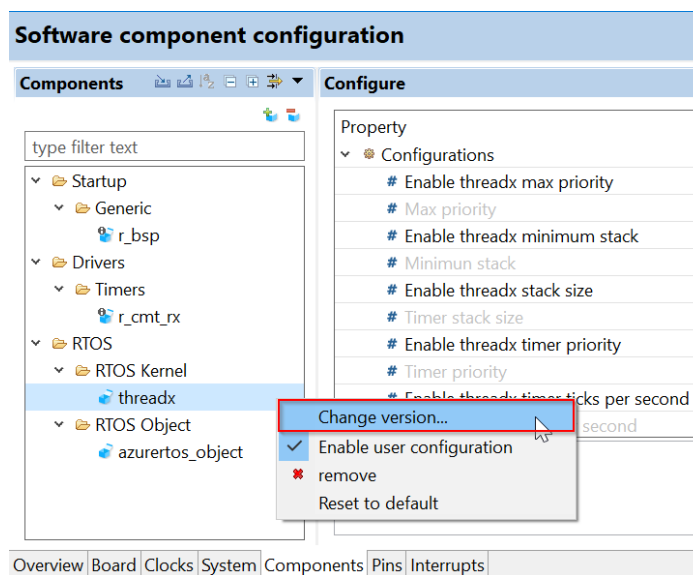 Software component configuration
Components
Configure
type filter text
Property
Configurations
Startup
Enable threadx max priority
Generic
Max priority
r_bsp
Enable threadx minimum stack
Drivers
Minimun stack
Timers
Enable threadx stack size
r_cmt_rx
Timer stack size
RTOS
Enable threadx timer priority
RTOS Kernel
Timer priority
threadx
Enable threadx timer ticks per second
Change version...
second
RTOS Object
Enable user configuration
azurertos_object
remove
Reset to default
Overview Board Clocks System Components Pins Interrupts